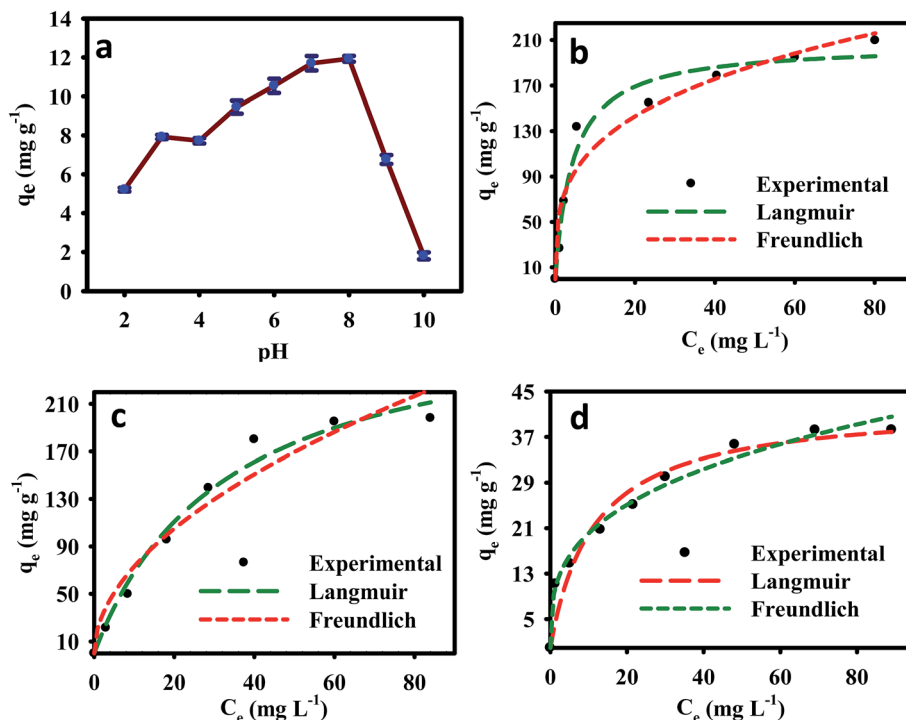 a
14
12
10
8
6
4
2
0
qe (mg g-1)
2 4 6 8 10
pH
b
210
170
130
90
50
10
qe (mg g-1)
Experimental
Langmuir
Freundlich
0 20 40 60 80
Ce (mg L-1)
c
210
170
130
90
50
10
qe (mg g-1)
Experimental
Langmuir
Freundlich
0 20 40 60 80
Ce (mg L-1)
d
45
37
29
21
13
5
qe (mg g-1)
Experimental
Langmuir
Freundlich
0 20 40 60 80
Ce (mg L-1)